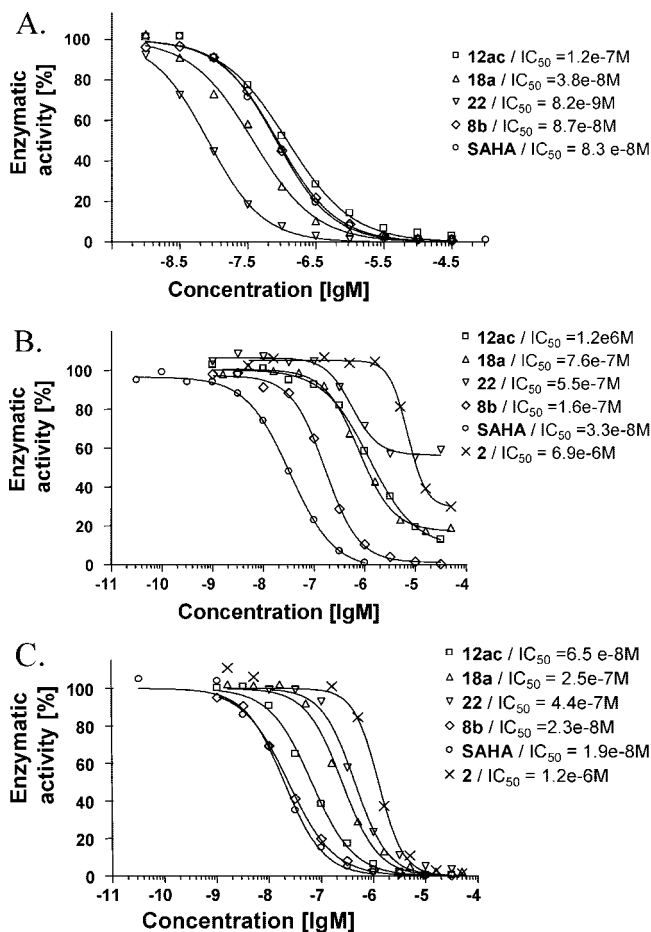 A.
Enzymatic activity [%]
100
80
60
40
20
0
-8.5 -7.5 -6.5 -5.5 -4.5
Concentration [lgM]
12ac / IC50 =1.2e-7M
18a / IC50 =3.8e-8M
22 / IC50 = 8.2e-9M
8b / IC50 = 8.7e-8M
SAHA / IC50 = 8.3 e-8M
B.
Enzymatic activity [%]
100
80
60
40
20
0
-11 -10 -9 -8 -7 -6 -5 -4
Concentration [lgM]
12ac / IC50 =1.2e6M
18a / IC50 =7.6e-7M
22 / IC50 =5.5e-7M
8b / IC50 =1.6e-7M
SAHA / IC50 =3.3e-8M
2 / IC50 =6.9e-6M
C.
Enzymatic activity [%]
100
80
60
40
20
0
-11 -10 -9 -8 -7 -6 -5 -4
Concentration [lgM]
12ac / IC50 =6.5 e-8M
18a / IC50 = 2.5e-7M
22 / IC50 = 4.4e-7M
8b / IC50 =2.3e-8M
SAHA / IC50 = 1.9e-8M
2 / IC50 = 1.2e-6M